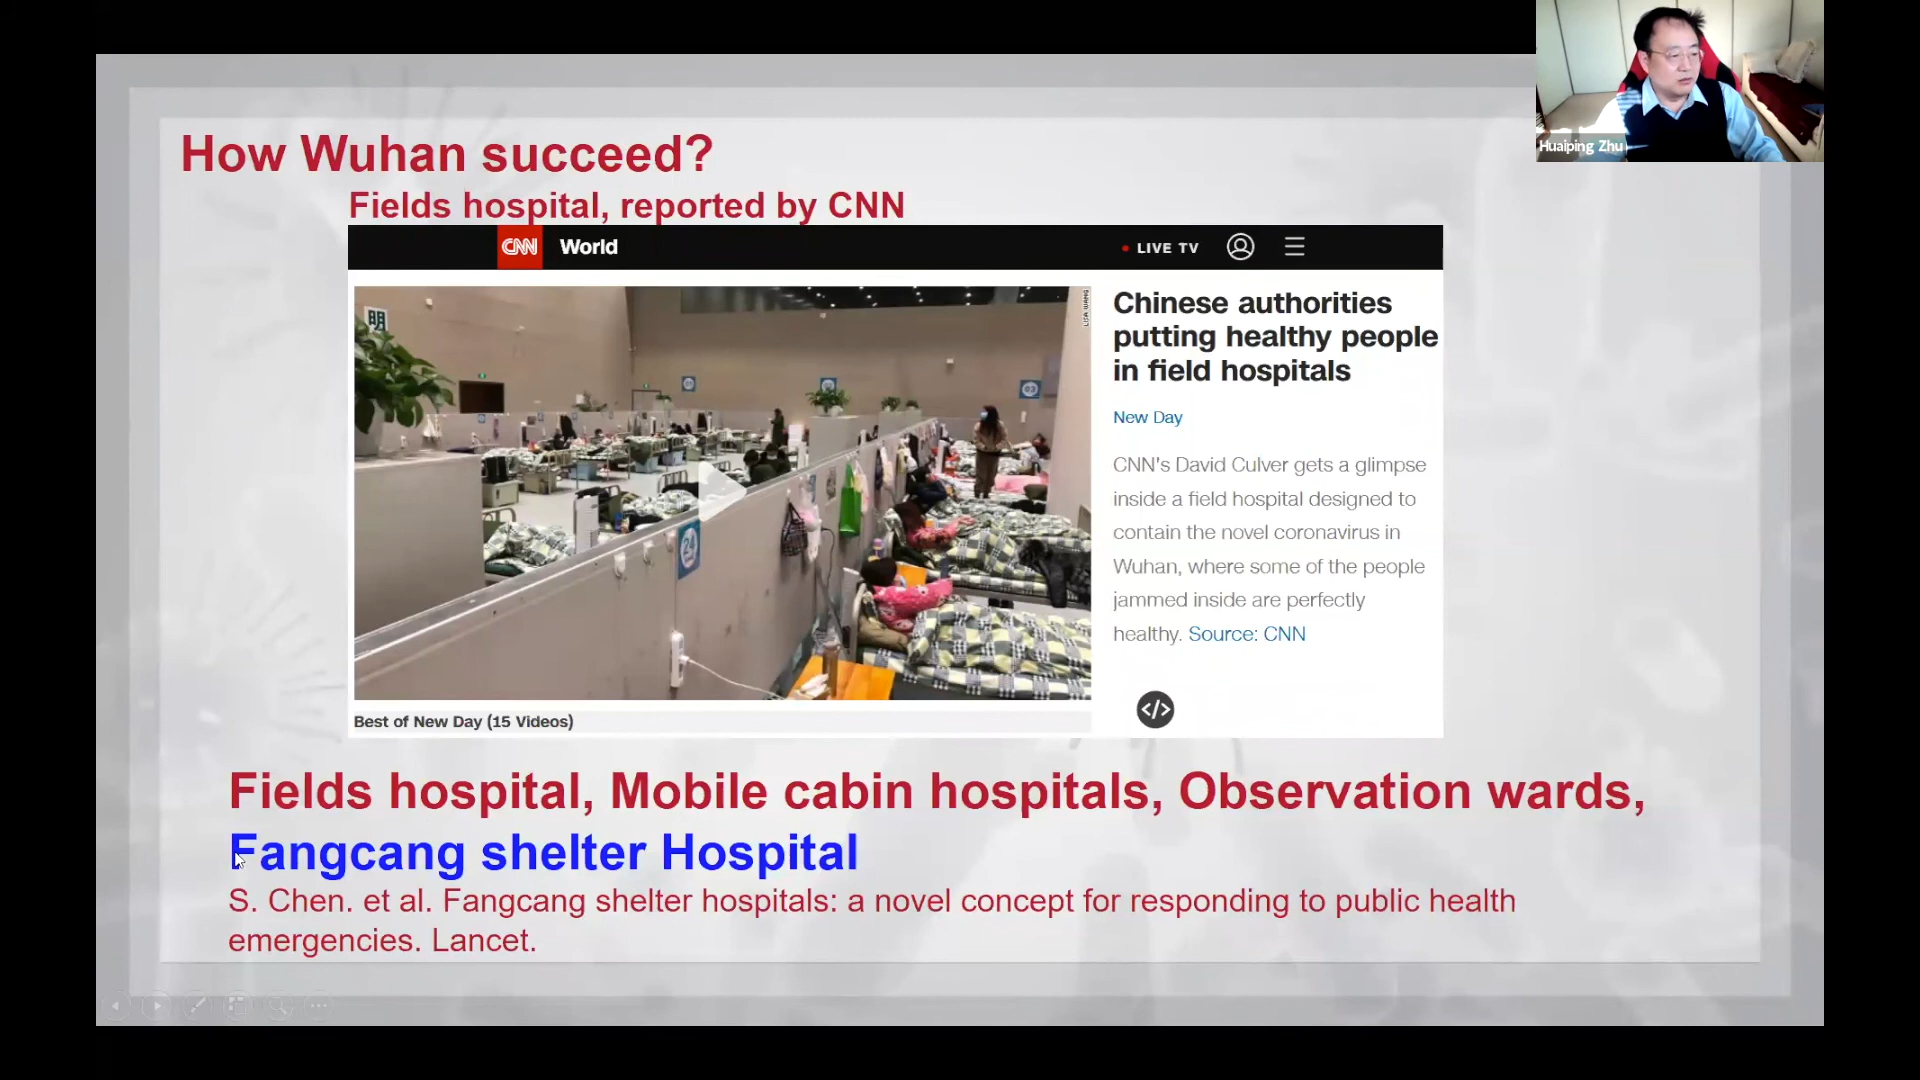 Huaiping Zhu
How Wuhan succeed?
Fields hospital, reported by CNN
CNN World
LIVE TV
明
24
03
Chinese authorities
putting healthy people
in field hospitals
New Day
CNN's David Culver gets a glimpse
inside a field hospital designed to
contain the novel coronavirus in
Wuhan, where some of the people
jammed inside are perfectly
healthy. Source: CNN
</>
Best of New Day (15 Videos)
Fields hospital, Mobile cabin hospitals, Observation wards,
Fangcang shelter Hospital
S. Chen. et al. Fangcang shelter hospitals: a novel concept for responding to public health
emergencies. Lancet.